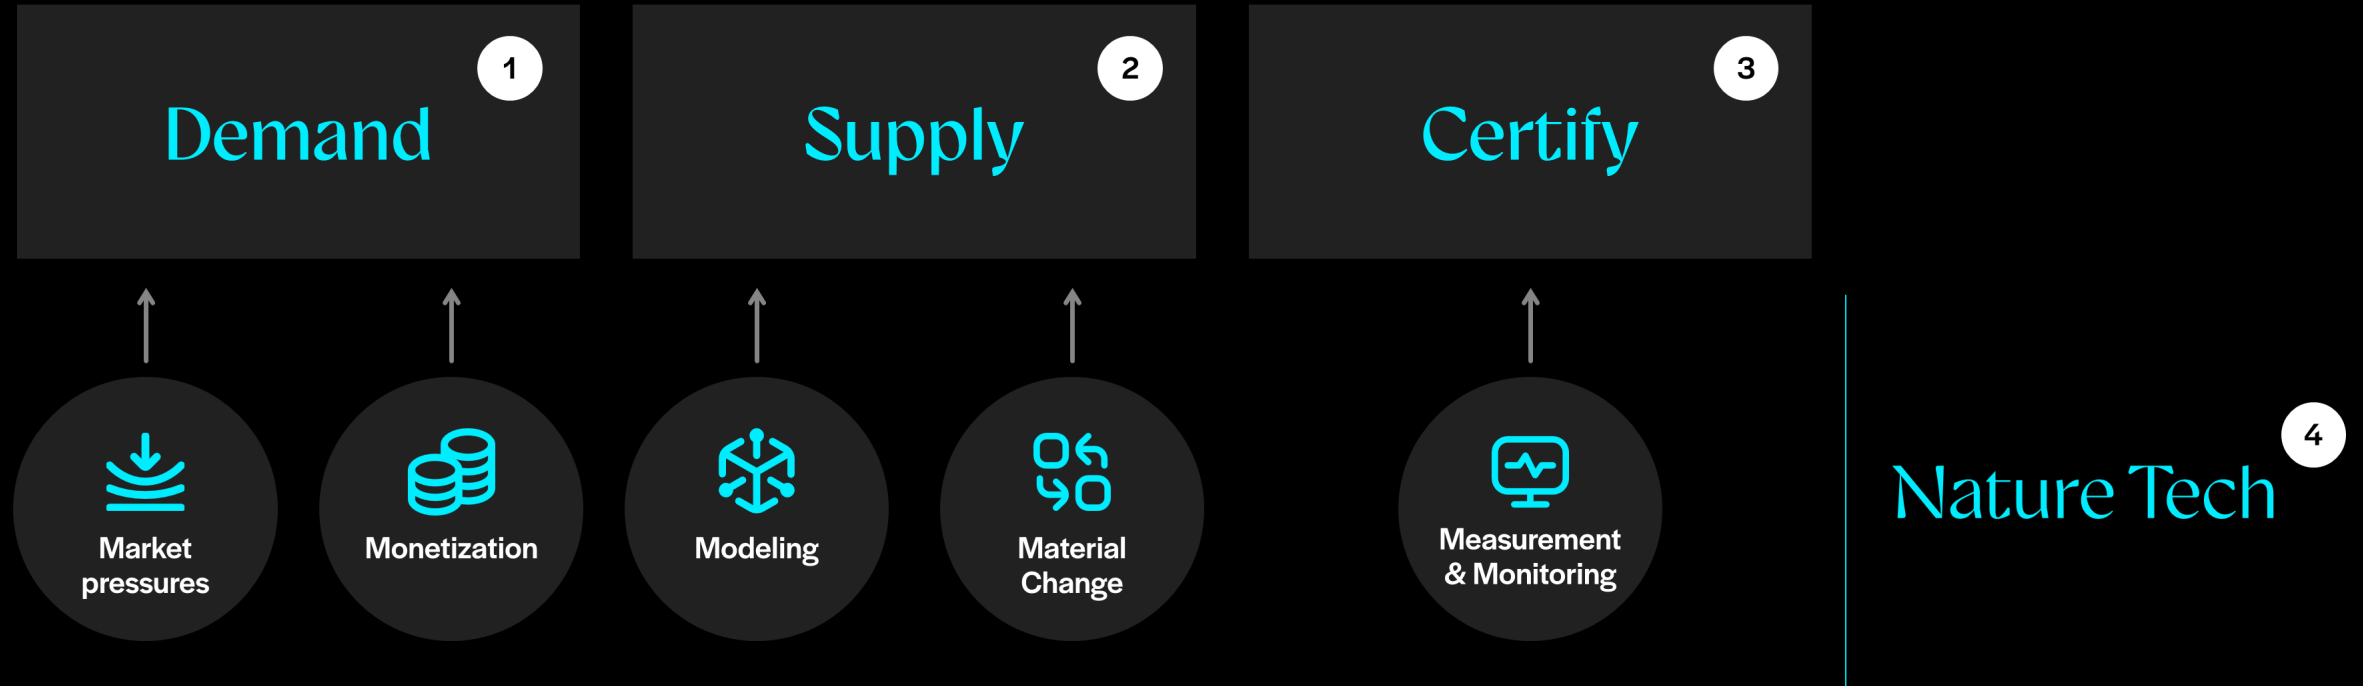 1
Demand
2
Supply
3
Certify
Market
pressures
Monetization
Modeling
Material
Change
Measurement
& Monitoring
4
Nature Tech